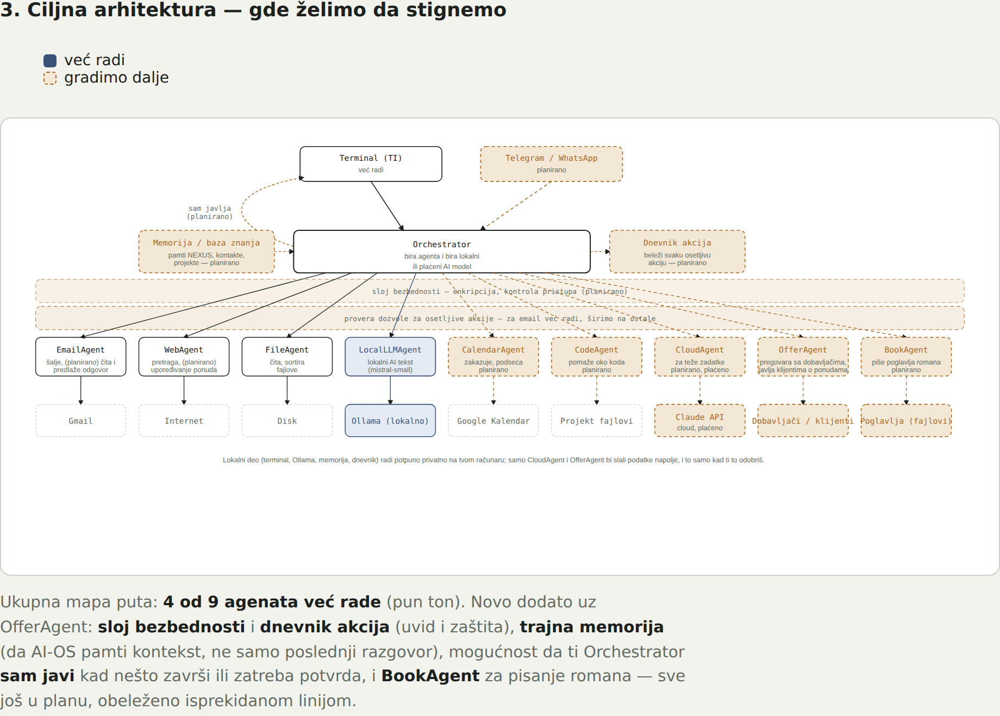 3. Ciljna arhitektura — gde želimo da stignemo
već radi
gradimo dalje
Terminal (TI)
već radi
Telegram / WhatsApp
planirano
sam javlja
(planirano)
Memorija / baza znanja
pamti NEXUS, kontakte,
projekte — planirano
Orchestrator
bira agenta i bira lokalni
ili plaćeni AI model
Dnevnik akcija
beleži svaku osetljivu
akciju — planirano
sloj bezbednosti — enkripcija, kontrola pristupa (planirano)
provera dozvole za osetljive akcije — za email već radi, širimo na ostale
EmailAgent
šalje, (planirano) čita i
predlaže odgovor
WebAgent
pretraga, (planirano)
upoređivanje ponuda
FileAgent
čita, sortira
fajlove
LocalLLMAgent
lokalni AI tekst
(mistral-small)
CalendarAgent
zakazuje, podseća
planirano
CodeAgent
pomaže oko koda
planirano
CloudAgent
za teže zadatke
planirano, plaćeno
OfferAgent
pregovara sa dobavljačima,
javlja klijentima o ponudama
BookAgent
piše poglavlja romana
planirano
Gmail
Internet
Disk
Ollama (lokalno)
Google Kalendar
Projekt fajlovi
Claude API
cloud, plaćeno
Dobavljači / klijenti
Poglavlja (fajlovi)
Lokalni deo (terminal, Ollama, memorija, dnevnik) radi potpuno privatno na tvom računaru; samo CloudAgent i OfferAgent bi slali podatke napolje, i to samo kad ti to odobriš.
Ukupna mapa puta: 4 od 9 agenata već rade (pun ton). Novo dodato uz
OfferAgent: sloj bezbednosti i dnevnik akcija (uvid i zaštita), trajna memorija
(da AI-OS pamti kontekst, ne samo poslednji razgovor), mogućnost da ti Orchestrator
sam javi kad nešto završi ili zatreba potvrda, i BookAgent za pisanje romana — sve
još u planu, obeleženo isprekidanom linijom.